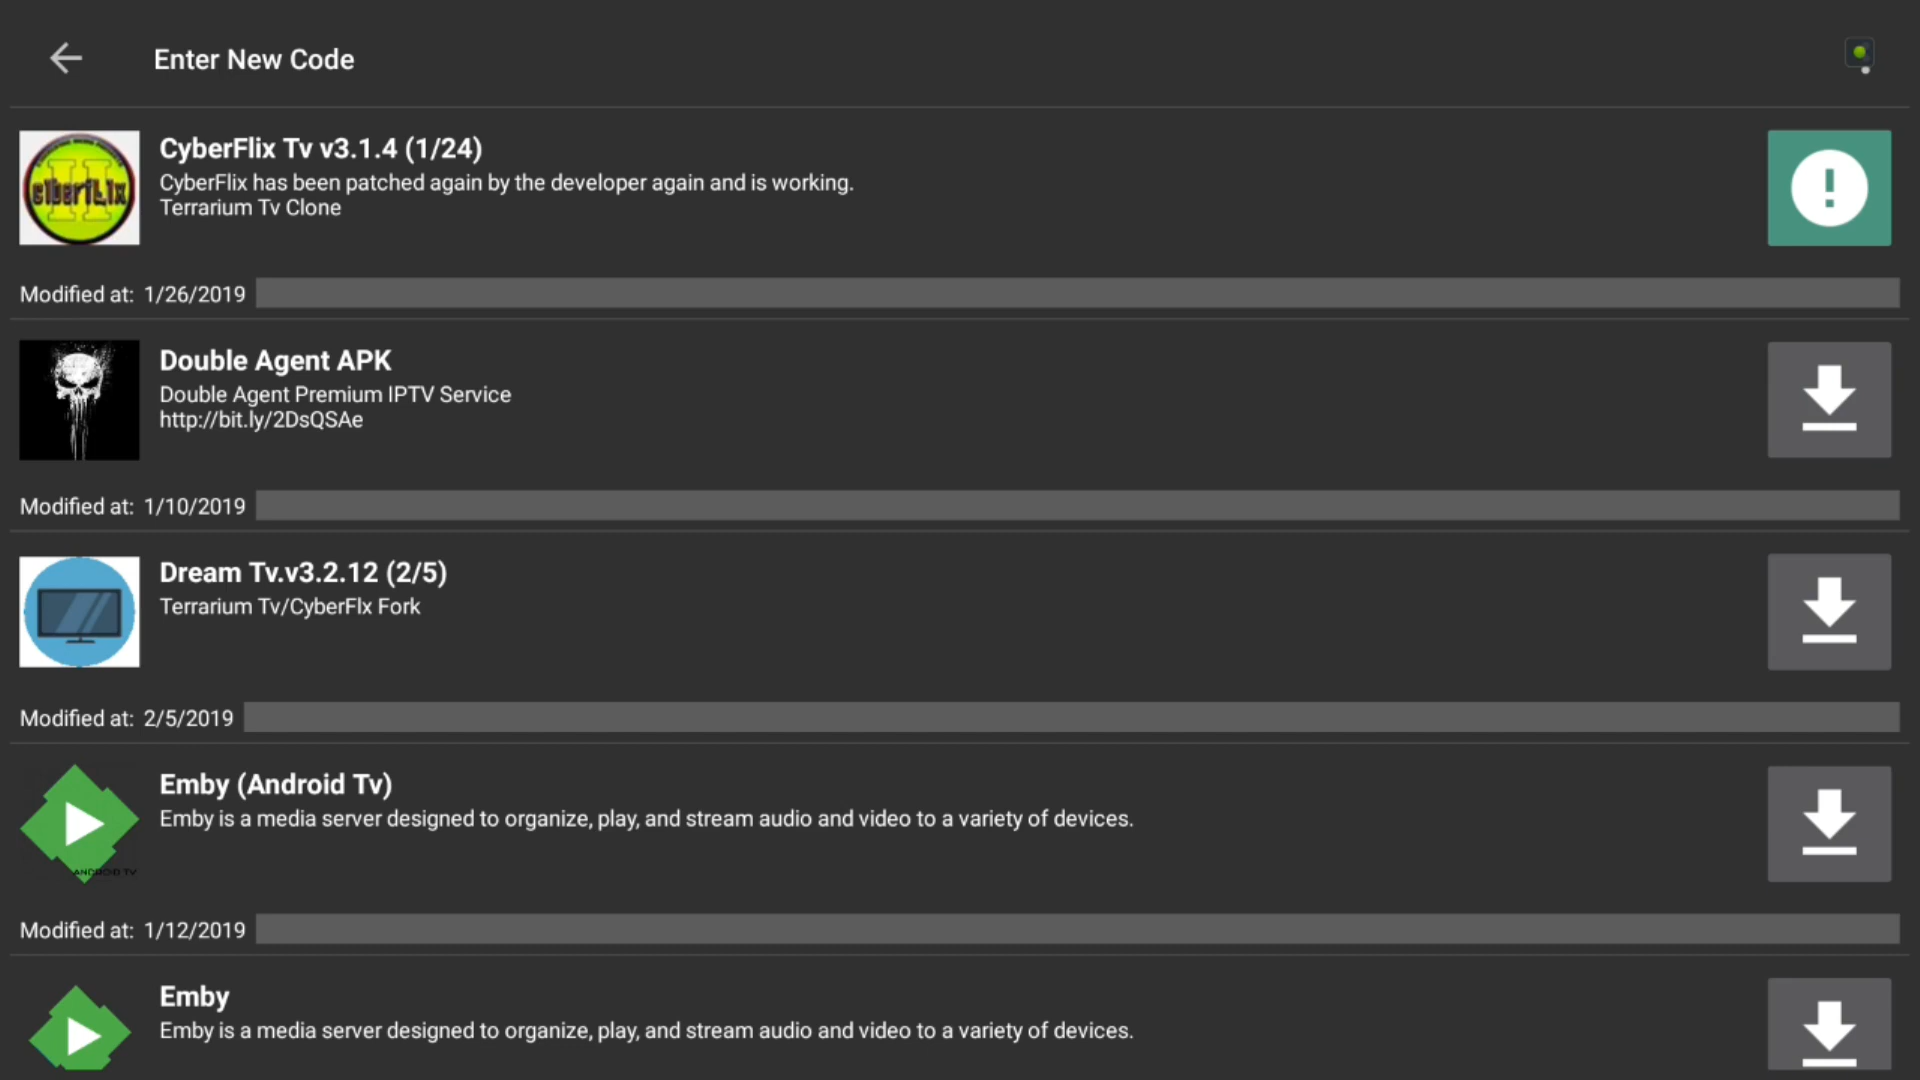 Enter New Code
CyberFlix Tv v3.1.4 (1/24)
CyberFlix has been patched again by the developer again and is working.
Terrarium Tv Clone
CiberfLix
Modified at: 1/26/2019
Double Agent APK
Double Agent Premium IPTV Service
http://bit.ly/2DsQSAe
Modified at: 1/10/2019
Dream Tv.v3.2.12 (2/5)
Terrarium Tv/CyberFlx Fork
Modified at: 2/5/2019
Emby (Android Tv)
Emby is a media server designed to organize, play, and stream audio and video to a variety of devices.
ANDROID TV
Modified at: 1/12/2019
Emby
Emby is a media server designed to organize, play, and stream audio and video to a variety of devices.